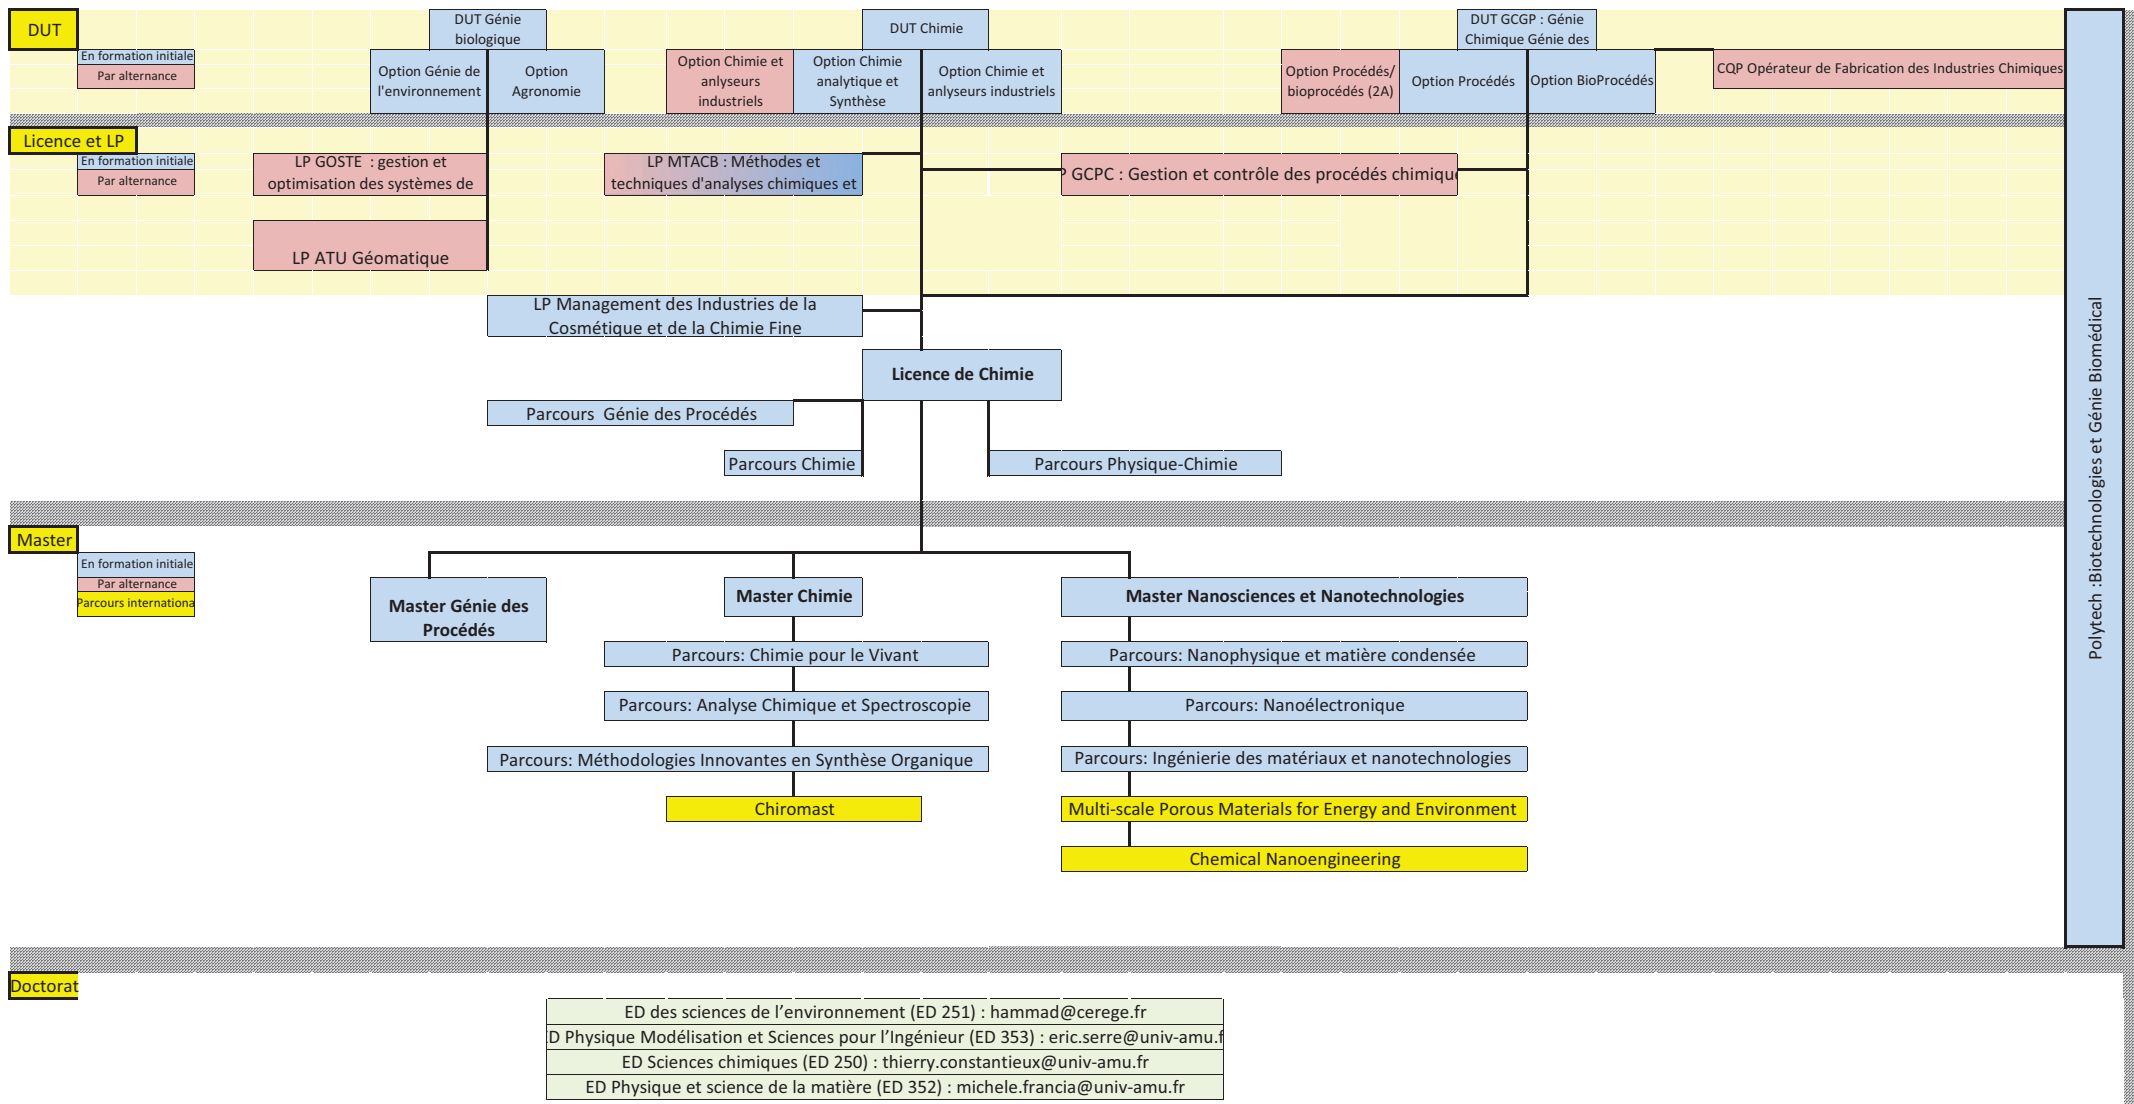 DUT
En formation initiale
Par alternance
DUT Génie
biologique
Option Génie de
l'environnement
Option
Agronomie
DUT Chimie
Option Chimie et
anlyseurs
industriels
Option Chimie
analytique et
Synthèse
Option Chimie et
anlyseurs industriels
DUT GCGP : Génie
Chimique Génie des
Option Procédés/
bioprocédés (2A)
Option Procédés
Option BioProcédés
CQP Opérateur de Fabrication des Industries Chimiques
Polytech :Biotechnologies et Génie Biomédical
Licence et LP
En formation initiale
Par alternance
LP GOSTE : gestion et
optimisation des systèmes de
LP MTACB : Méthodes et
techniques d'analyses chimiques et
P GCPC : Gestion et contrôle des procédés chimiqu
LP ATU Géomatique
LP Management des Industries de la
Cosmétique et de la Chimie Fine
Licence de Chimie
Parcours Génie des Procédés
Parcours Chimie
Parcours Physique-Chimie
Master
En formation initiale
Par alternance
Parcours internationa
Master Génie des
Procédés
Master Chimie
Parcours: Chimie pour le Vivant
Parcours: Analyse Chimique et Spectroscopie
Parcours: Méthodologies Innovantes en Synthèse Organique
Chiromast
Master Nanosciences et Nanotechnologies
Parcours: Nanophysique et matière condensée
Parcours: Nanoélectronique
Parcours: Ingénierie des matériaux et nanotechnologies
Multi-scale Porous Materials for Energy and Environment
Chemical Nanoengineering
Doctorat
ED des sciences de l’environnement (ED 251) : hammad@cerege.fr
D Physique Modélisation et Sciences pour l’Ingénieur (ED 353) : eric.serre@univ-amu.f
ED Sciences chimiques (ED 250) : thierry.constantieux@univ-amu.fr
ED Physique et science de la matière (ED 352) : michele.francia@univ-amu.fr